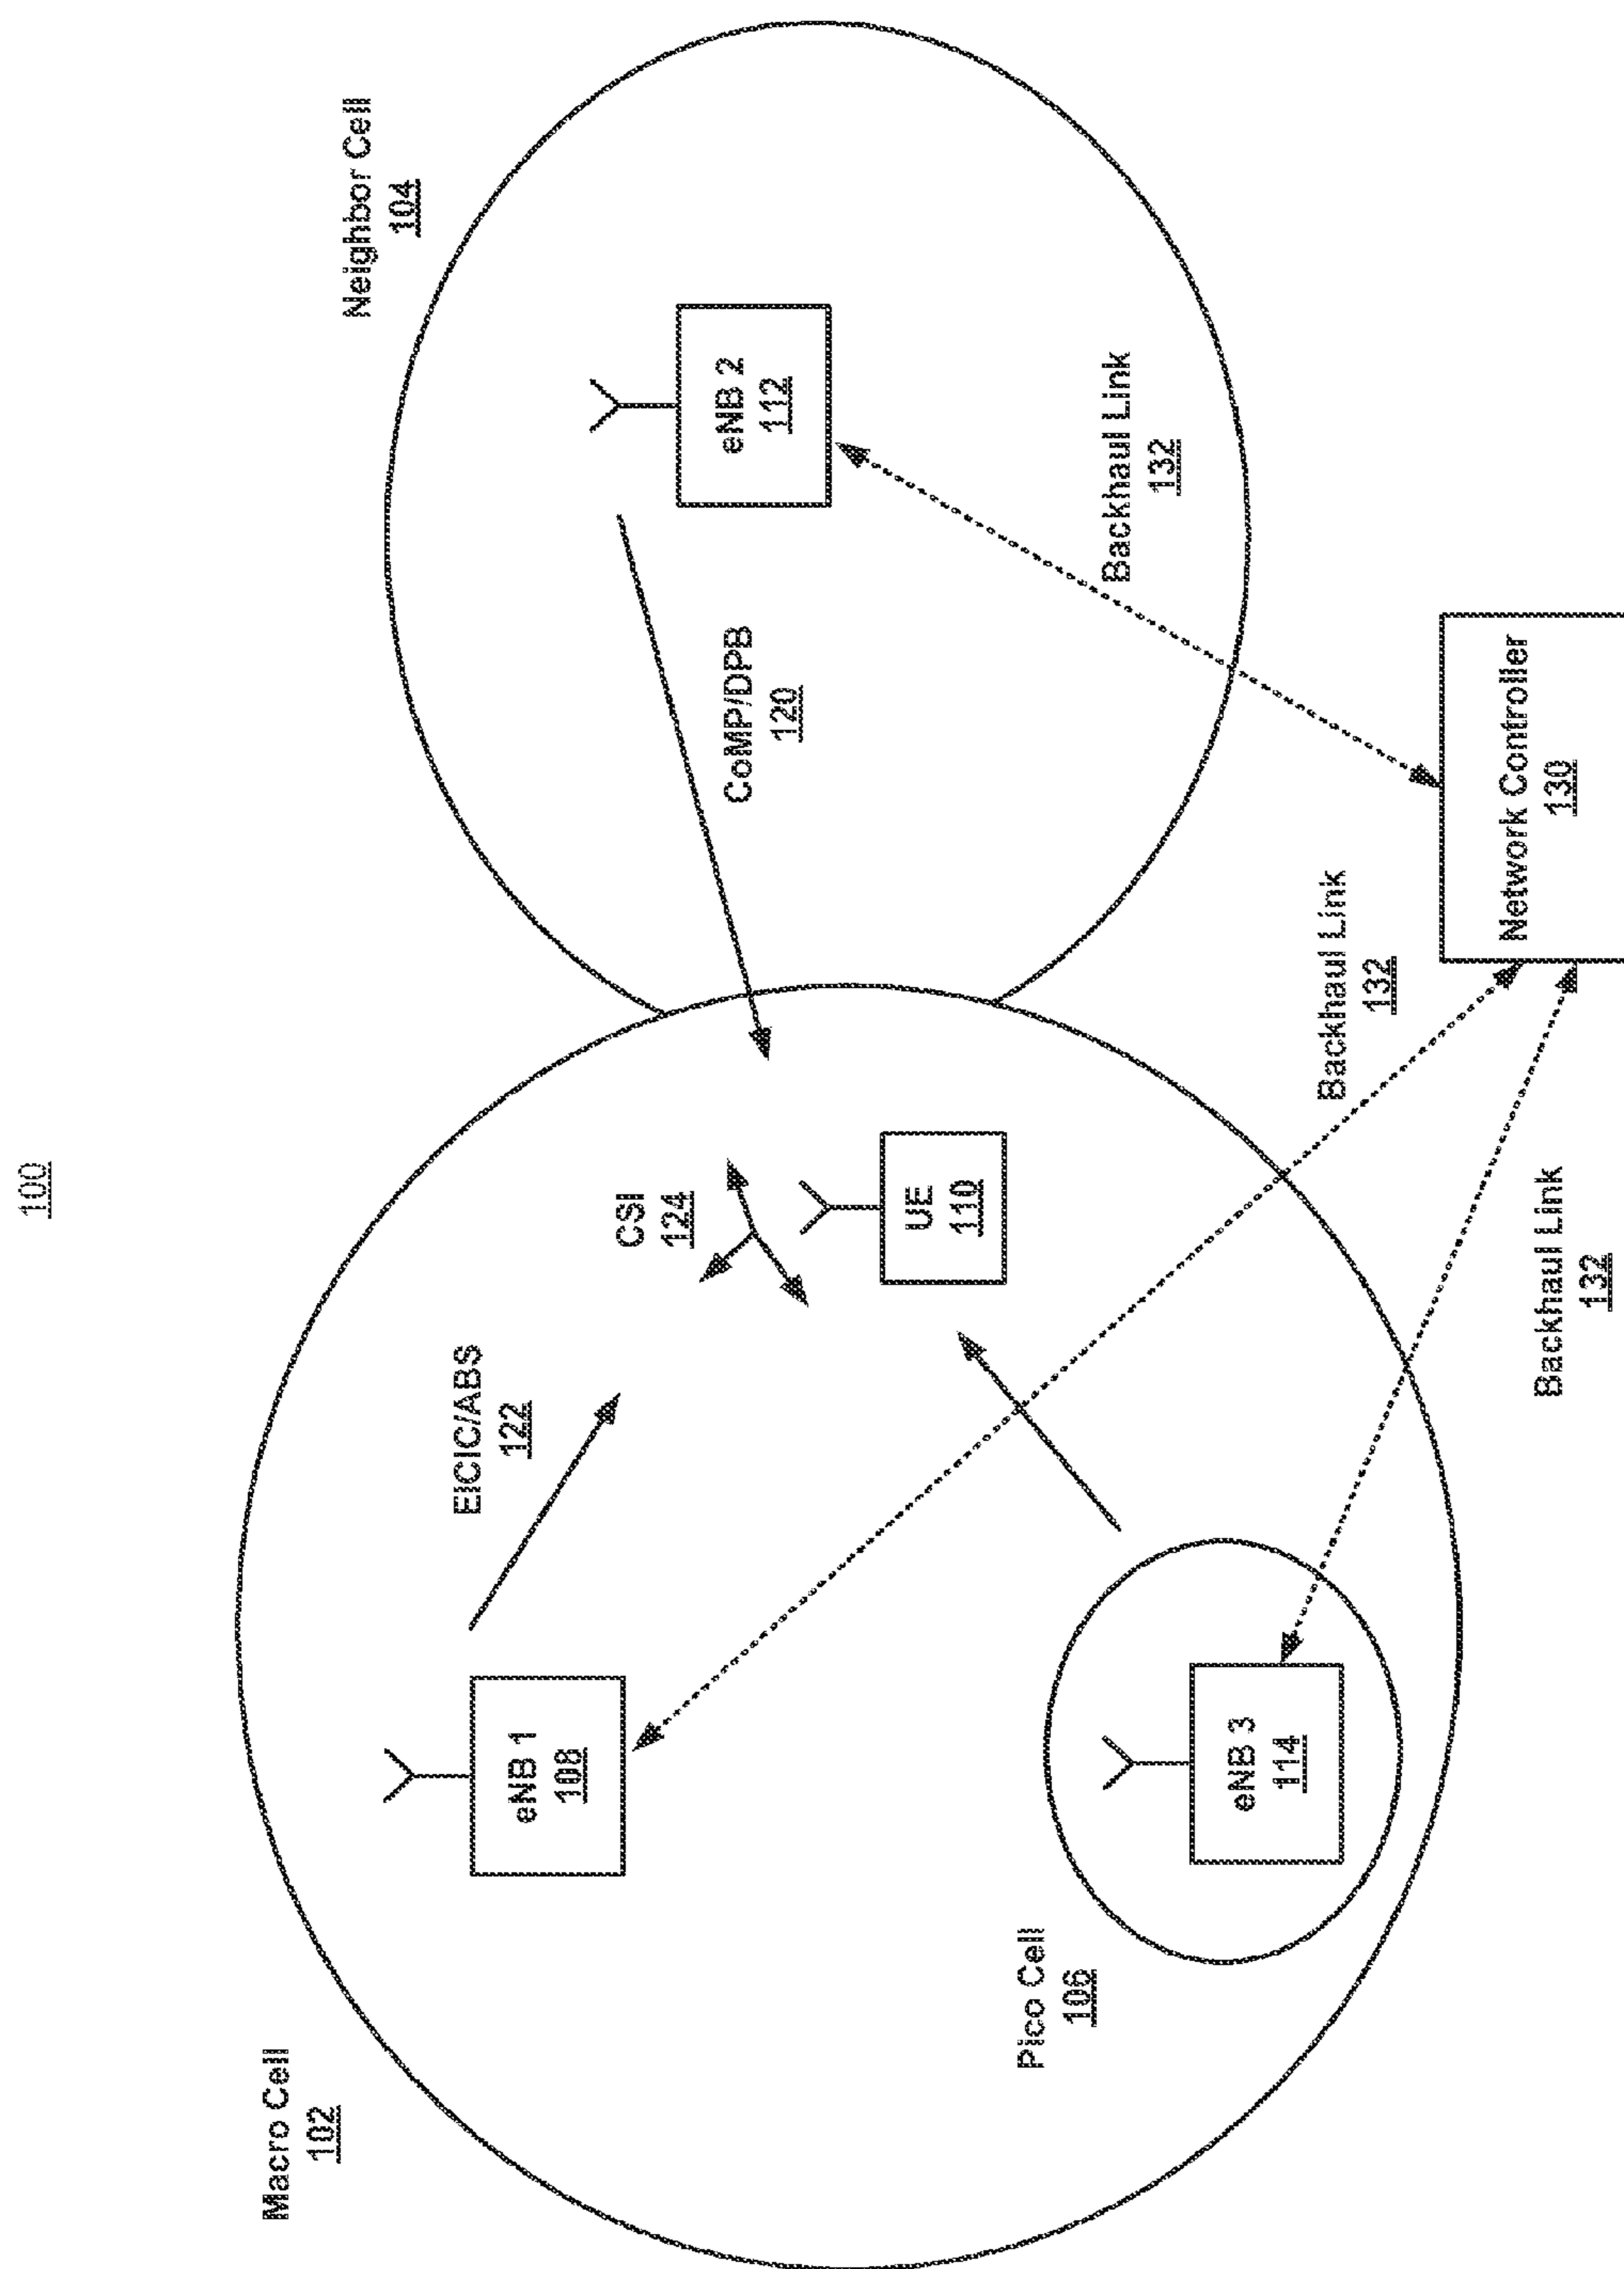 100
Neighbor Cell
104
Macro Cell
102
EICIC/ABS
122
CSI
124
CoMP/DPB
120
eNB 1
108
UE
110
eNB 2
112
Pico Cell
106
eNB 3
114
Backhaul Link
132
Backhaul Link
132
Backhaul Link
132
Network Controller
130